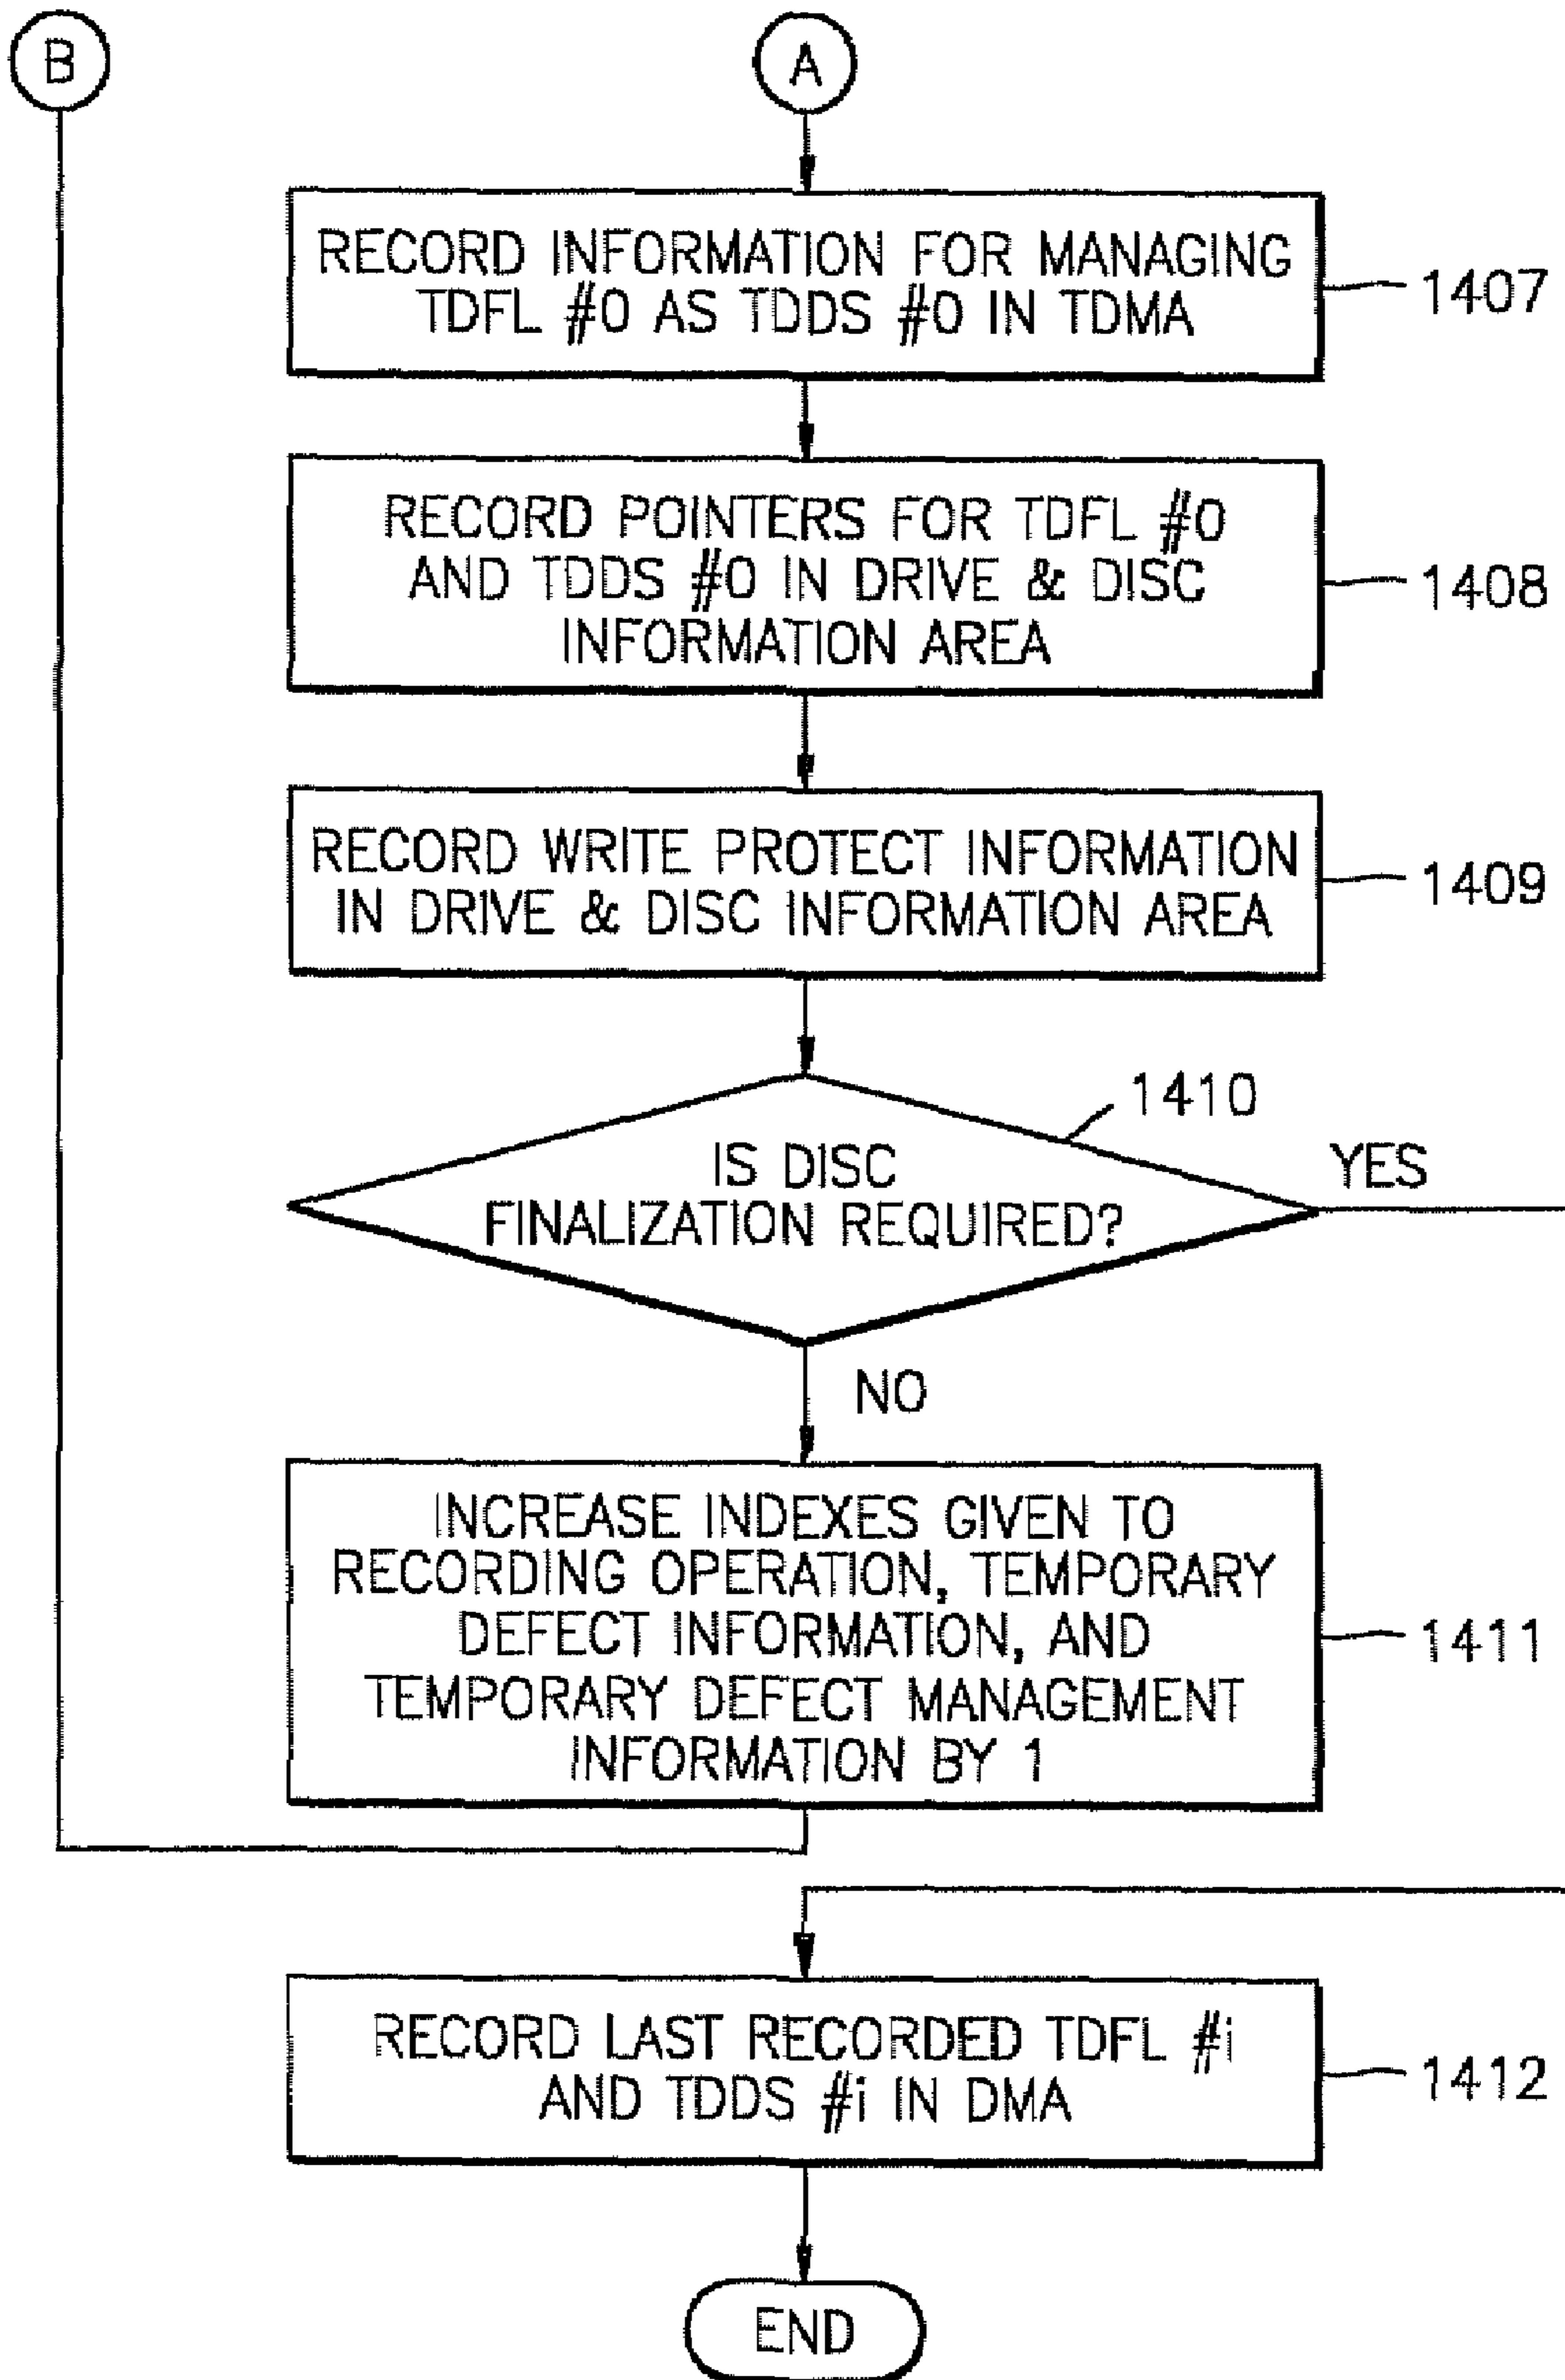 B
A
RECORD INFORMATION FOR MANAGING
TDFL #0 AS TDDS #0 IN TDMA
1407
RECORD POINTERS FOR TDFL #0
AND TDDS #0 IN DRIVE & DISC
INFORMATION AREA
1408
RECORD WRITE PROTECT INFORMATION
IN DRIVE & DISC INFORMATION AREA
1409
1410
IS DISC
FINALIZATION REQUIRED?
YES
NO
INCREASE INDEXES GIVEN TO
RECORDING OPERATION, TEMPORARY
DEFECT INFORMATION, AND
TEMPORARY DEFECT MANAGEMENT
INFORMATION BY 1
1411
RECORD LAST RECORDED TDFL #i
AND TDDS #i IN DMA
1412
END